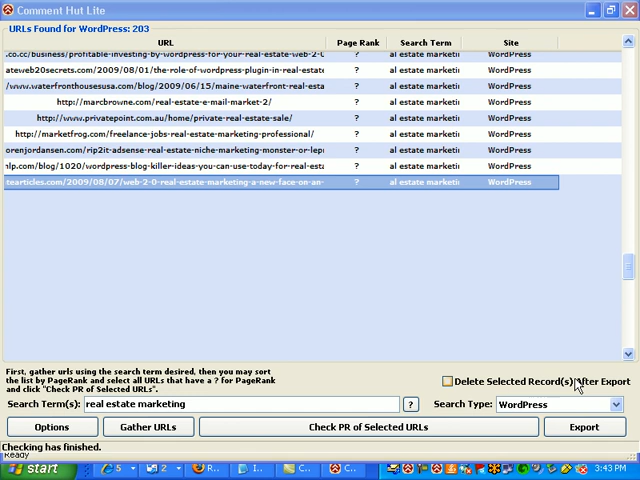 Comment Hut Lite
URLs Found for WordPress: 203
URL Page Rank Search Term Site
.co.cc/business/profitable-investing-by-wordpress-for-your-real-estate-web-2-0 ? al estate marketi WordPress
ateweb20secrets.com/2009/08/01/the-role-of-wordpress-plugin-in-real-estate ? al estate marketi WordPress
/www.waterfronthousesusa.com/blog/2009/06/15/maine-waterfront-real-esta ? al estate marketi WordPress
http://marcbrowne.com/real-estate-e-mail-market-2/ ? al estate marketi WordPress
http://www.privatepoint.com.au/home/private-real-estate-sale/ ? al estate marketi WordPress
http://marketfrog.com/freelance-jobs-real-estate-marketing-professional/ ? al estate marketi WordPress
orenjordansen.com/rip2it-adsense-real-estate-niche-marketing-monster-or-lepr ? al estate marketi WordPress
nlp.com/blog/1020/wordpress-blog-killer-ideas-you-can-use-today-for-real-esta ? al estate marketi WordPress
tearticles.com/2009/08/07/web-2-0-real-estate-marketing-a-new-face-on-an- ? al estate marketi WordPress
First, gather urls using the search term desired, then you may sort
the list by PageRank and select all URLs that have a ? for PageRank
and click "Check PR of Selected URLs".
Delete Selected Record(s) After Export
Search Term(s): real estate marketing ? Search Type: WordPress
Options Gather URLs Check PR of Selected URLs Export
Checking has finished.
Ready
start 5 2 R... I... C... C... 3:43 PM